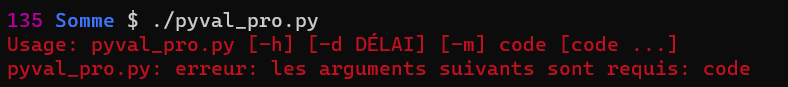 135 Somme $ ./pyval_pro.py
Usage: pyval_pro.py [-h] [-d DÉLAI] [-m] code [code ...]
pyval_pro.py: erreur: les arguments suivants sont requis: code